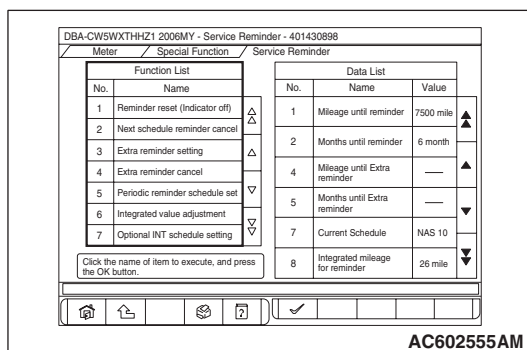 DBA-CW5WXTHHZ1 2006MY - Service Reminder - 401430898
Meter / Special Function / Service Reminder
Function List
No. Name
1 Reminder reset (Indicator off)
2 Next schedule reminder cancel
3 Extra reminder setting
4 Extra reminder cancel
5 Periodic reminder schedule set
6 Integrated value adjustment
7 Optional INT schedule setting
Click the name of item to execute, and press
the OK button.
Data List
No. Name Value
1 Mileage until reminder 7500 mile
2 Months until reminder 6 month
4 Mileage until Extra
reminder —
5 Months until Extra
reminder —
7 Current Schedule NAS 10
8 Integrated mileage
for reminder 26 mile
?
AC602555AM